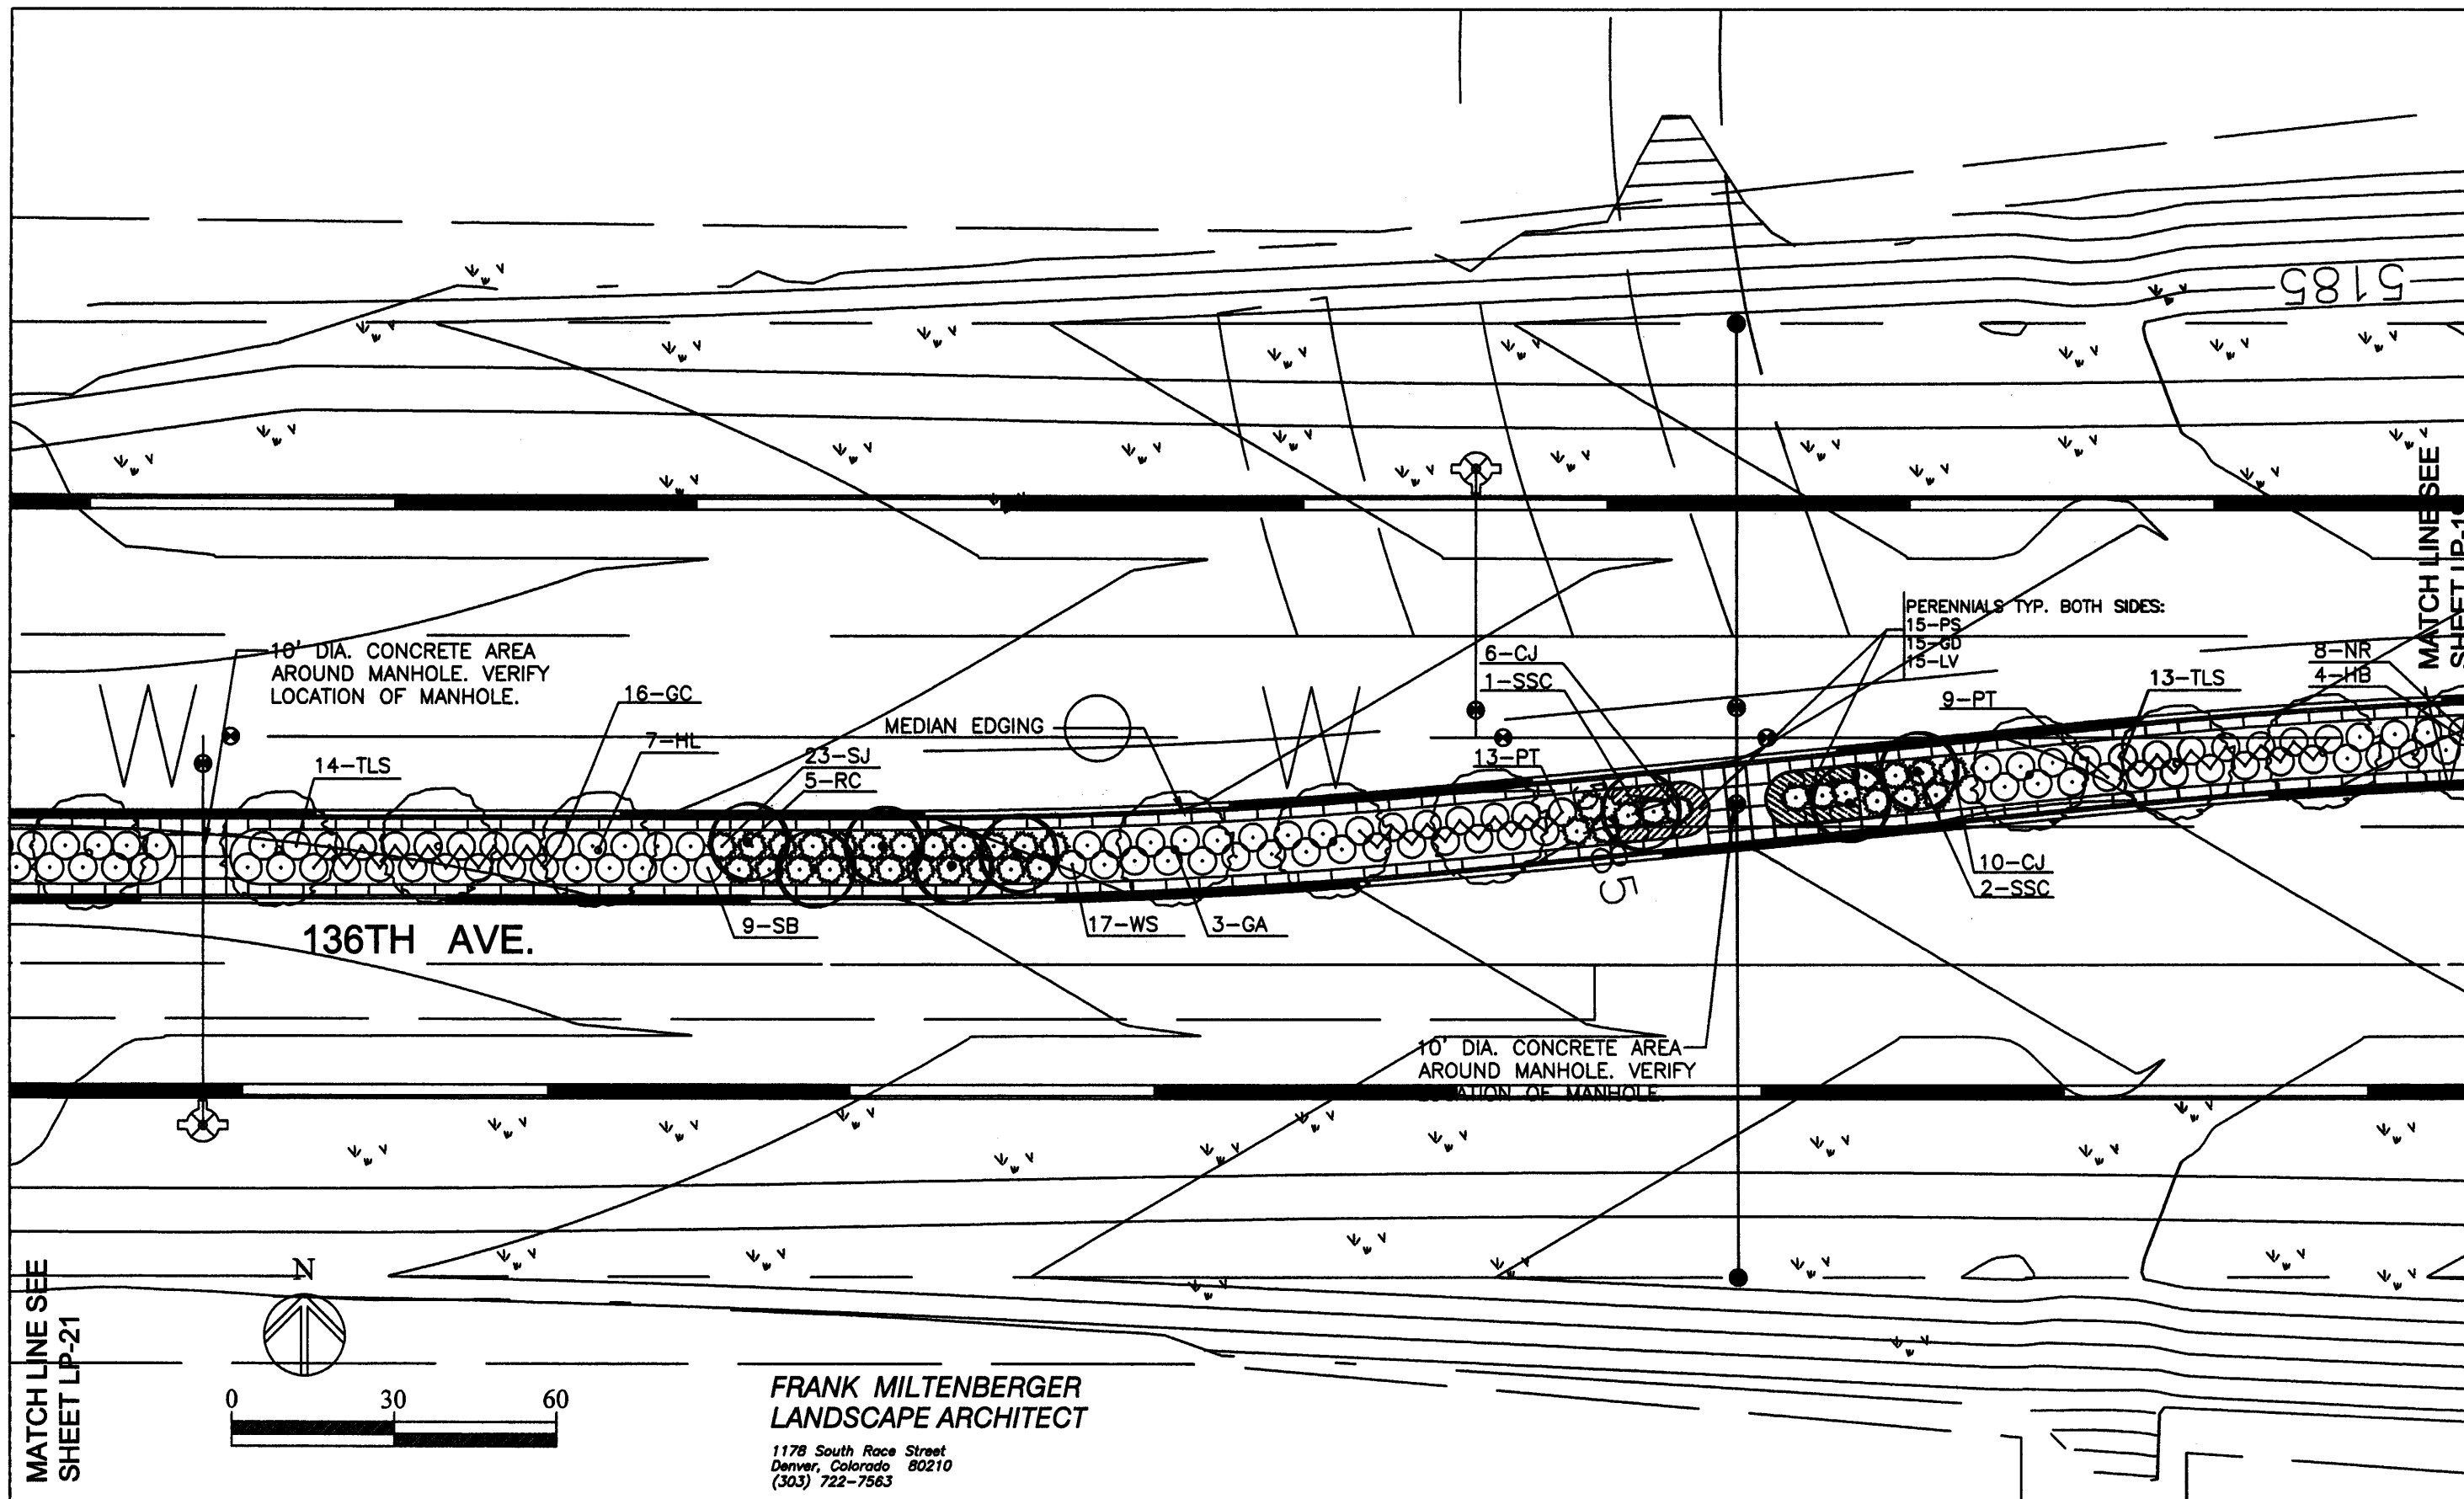 5185
MATCH LINE SEE
PERENNIALS TYP. BOTH SIDES:
15-PS
15-GD
15-LV
10' DIA. CONCRETE AREA
AROUND MANHOLE. VERIFY
LOCATION OF MANHOLE.
W
W
6-CJ
1-SSC
8-NR
4-HB
13-TLS
9-PT
16-GC
7-HL
MEDIAN EDGING
23-SJ
5-RC
13-PT
14-TLS
10-CJ
2-SSC
9-SB
17-WS
3-GA
136TH AVE.
10' DIA. CONCRETE AREA
AROUND MANHOLE. VERIFY
LOCATION OF MANHOLE.
MATCH LINE SEE
SHEET LP-21
N
0 30 60
FRANK MILTENBERGER
LANDSCAPE ARCHITECT
1178 South Race Street
Denver, Colorado 80210
(303) 722-7563